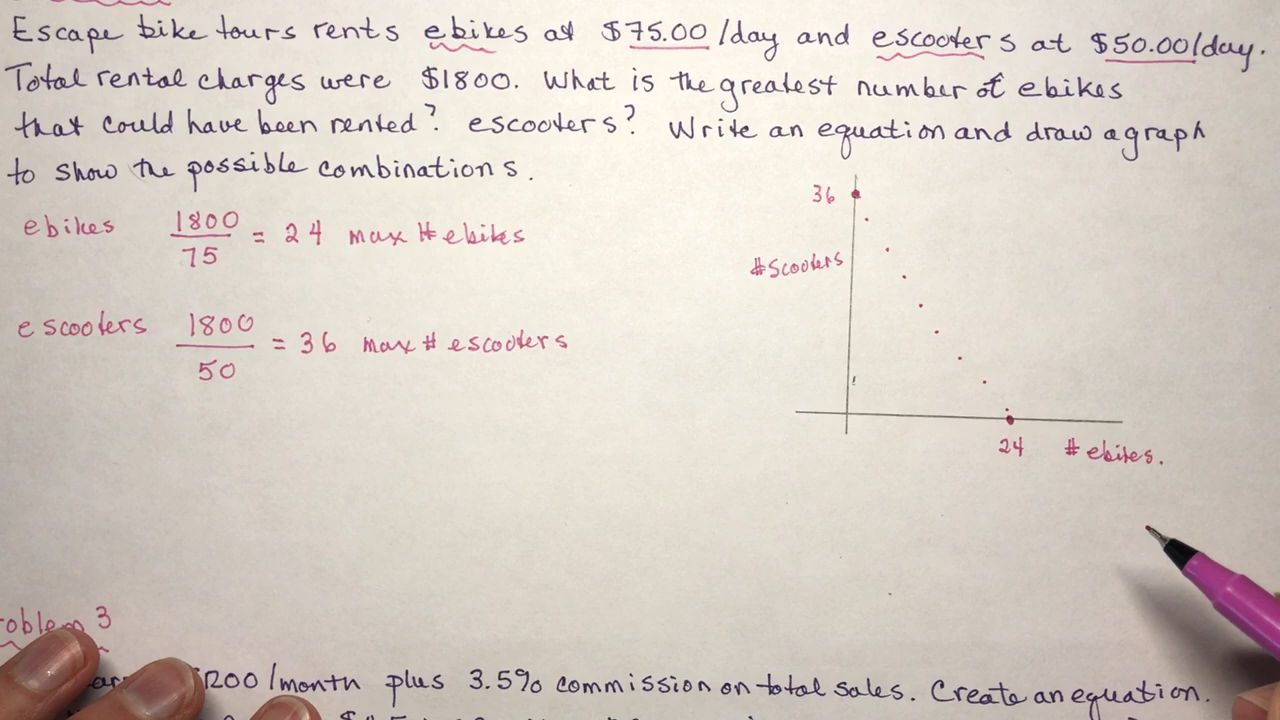 Escape bike tours rents ebikes at $75.00/day and escooters at $50.00/day.
Total rental charges were $1800. What is the greatest number of ebikes
that could have been rented? escooters? Write an equation and draw a graph
to show the possible combinations.
ebikes 1800
75 = 24 max # ebikes
escooters 1800
50 = 36 max # escooters
36
#Scooters
24 # ebikes.
3
200/month plus 3.5% commission on total sales. Create an equation.